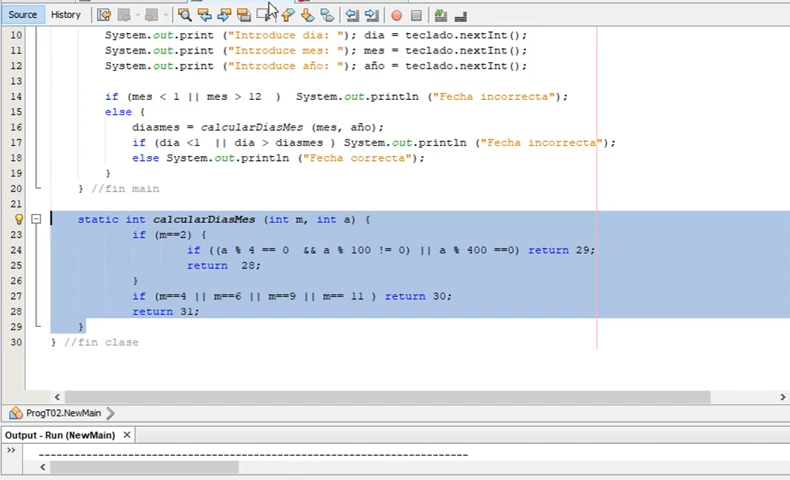 Source History
10 System.out.print ("Introduce dia: "); dia = teclado.nextInt();
11 System.out.print ("Introduce mes: "); mes = teclado.nextInt();
12 System.out.print ("Introduce año: "); año = teclado.nextInt();
13
14 if (mes < 1 || mes > 12 ) System.out.println ("Fecha incorrecta");
15 else {
16 diasmes = calcularDiasMes (mes, año);
17 if (dia <1 || dia > diasmes ) System.out.println ("Fecha incorrecta");
18 else System.out.println ("Fecha correcta");
19 }
20 } //fin main
21
static int calcularDiasMes (int m, int a) {
23 if (m==2) {
24 if ((a % 4 == 0 && a % 100 != 0) || a % 400 ==0) return 29;
25 return 28;
26 }
27 if (m==4 || m==6 || m==9 || m== 11 ) return 30;
28 return 31;
29 }
30 } //fin clase
ProgT02.NewMain
Output - Run (NewMain)